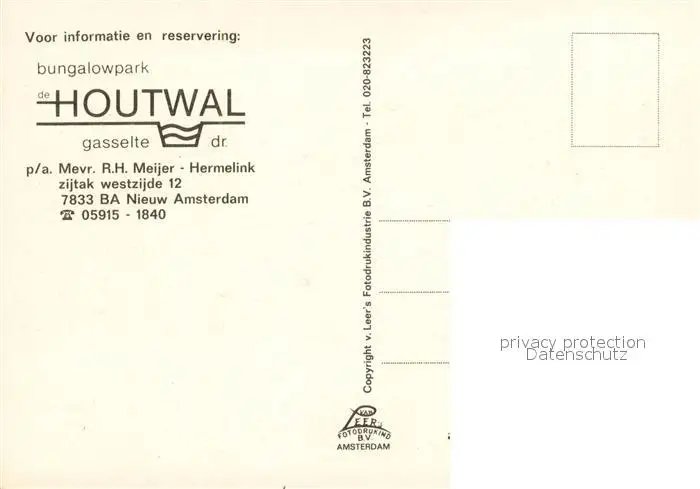 Voor informatie en reservering:
bungalowpark
de HOUTWAL
gasselte dr.
p/a. Mevr. R.H. Meijer - Hermelink
zijtak westzijde 12
7833 BA Nieuw Amsterdam
☎ 05915 - 1840
Copyright v. Leer's Fotodrukindustrie B.V. Amsterdam - Tel. 020-823223
VAN
LEER's
FOTODRUKIND
B.V.
AMSTERDAM
privacy protection
Datenschutz